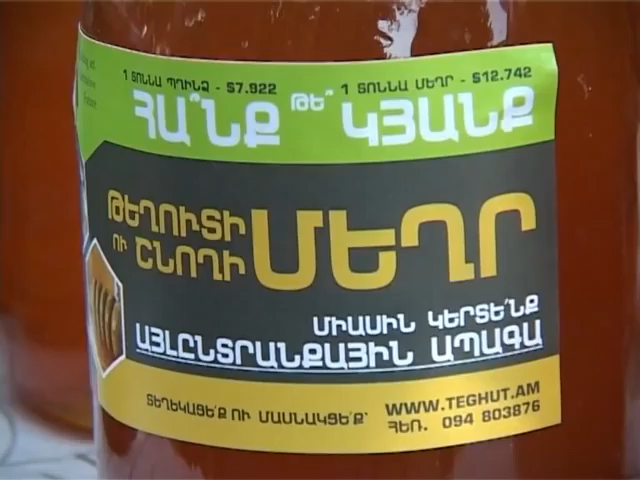 1 ՏՈՆՆԱ ՊՂԻՆՁ - $7.922 1 ՏՈՆՆԱ ՄԵՂՐ - $12.742
ՀԱ՞ՆՔ ԹԵ՞ ԿՅԱՆՔ
ԹԵՂՈՒՏԻ
ՈՒ ՇՆՈՂԻ
ՄԵՂՐ
ՄԻԱՍԻՆ ԿԵՐՏԵ՛ՆՔ
ԱՅԼԸՆՏՐԱՆՔԱՅԻՆ ԱՊԱԳԱ
ՏԵՂԵԿԱՑԵ՛Ք ՈՒ ՄԱՍՆԱԿՑԵ՛Ք՝
WWW.TEGHUT.AM
ՀԵՌ. 094 803876